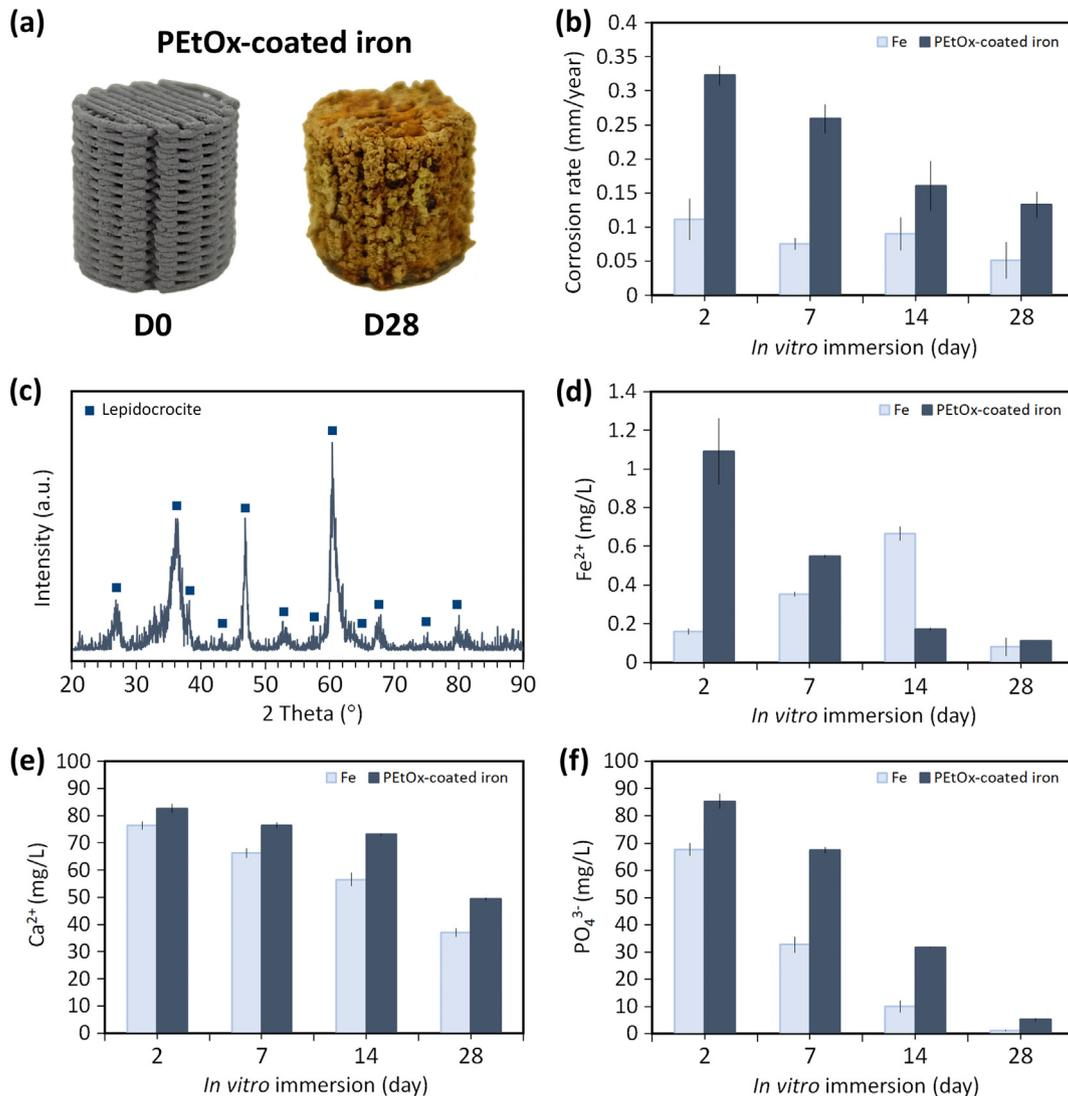 (a)
PEtOx-coated iron
D0
D28
(b)
0.4
0.35
0.3
0.25
0.2
0.15
0.1
0.05
0
Corrosion rate (mm/year)
Fe PEtOx-coated iron
2 7 14 28
In vitro immersion (day)
(c)
Lepidocrocite
Intensity (a.u.)
20 30 40 50 60 70 80 90
2 Theta (°)
(d)
1.4
1.2
1
0.8
0.6
0.4
0.2
0
Fe²⁺ (mg/L)
Fe PEtOx-coated iron
2 7 14 28
In vitro immersion (day)
(e)
100
90
80
70
60
50
40
30
20
10
0
Ca²⁺ (mg/L)
Fe PEtOx-coated iron
2 7 14 28
In vitro immersion (day)
(f)
100
90
80
70
60
50
40
30
20
10
0
PO₄³⁻ (mg/L)
Fe PEtOx-coated iron
2 7 14 28
In vitro immersion (day)